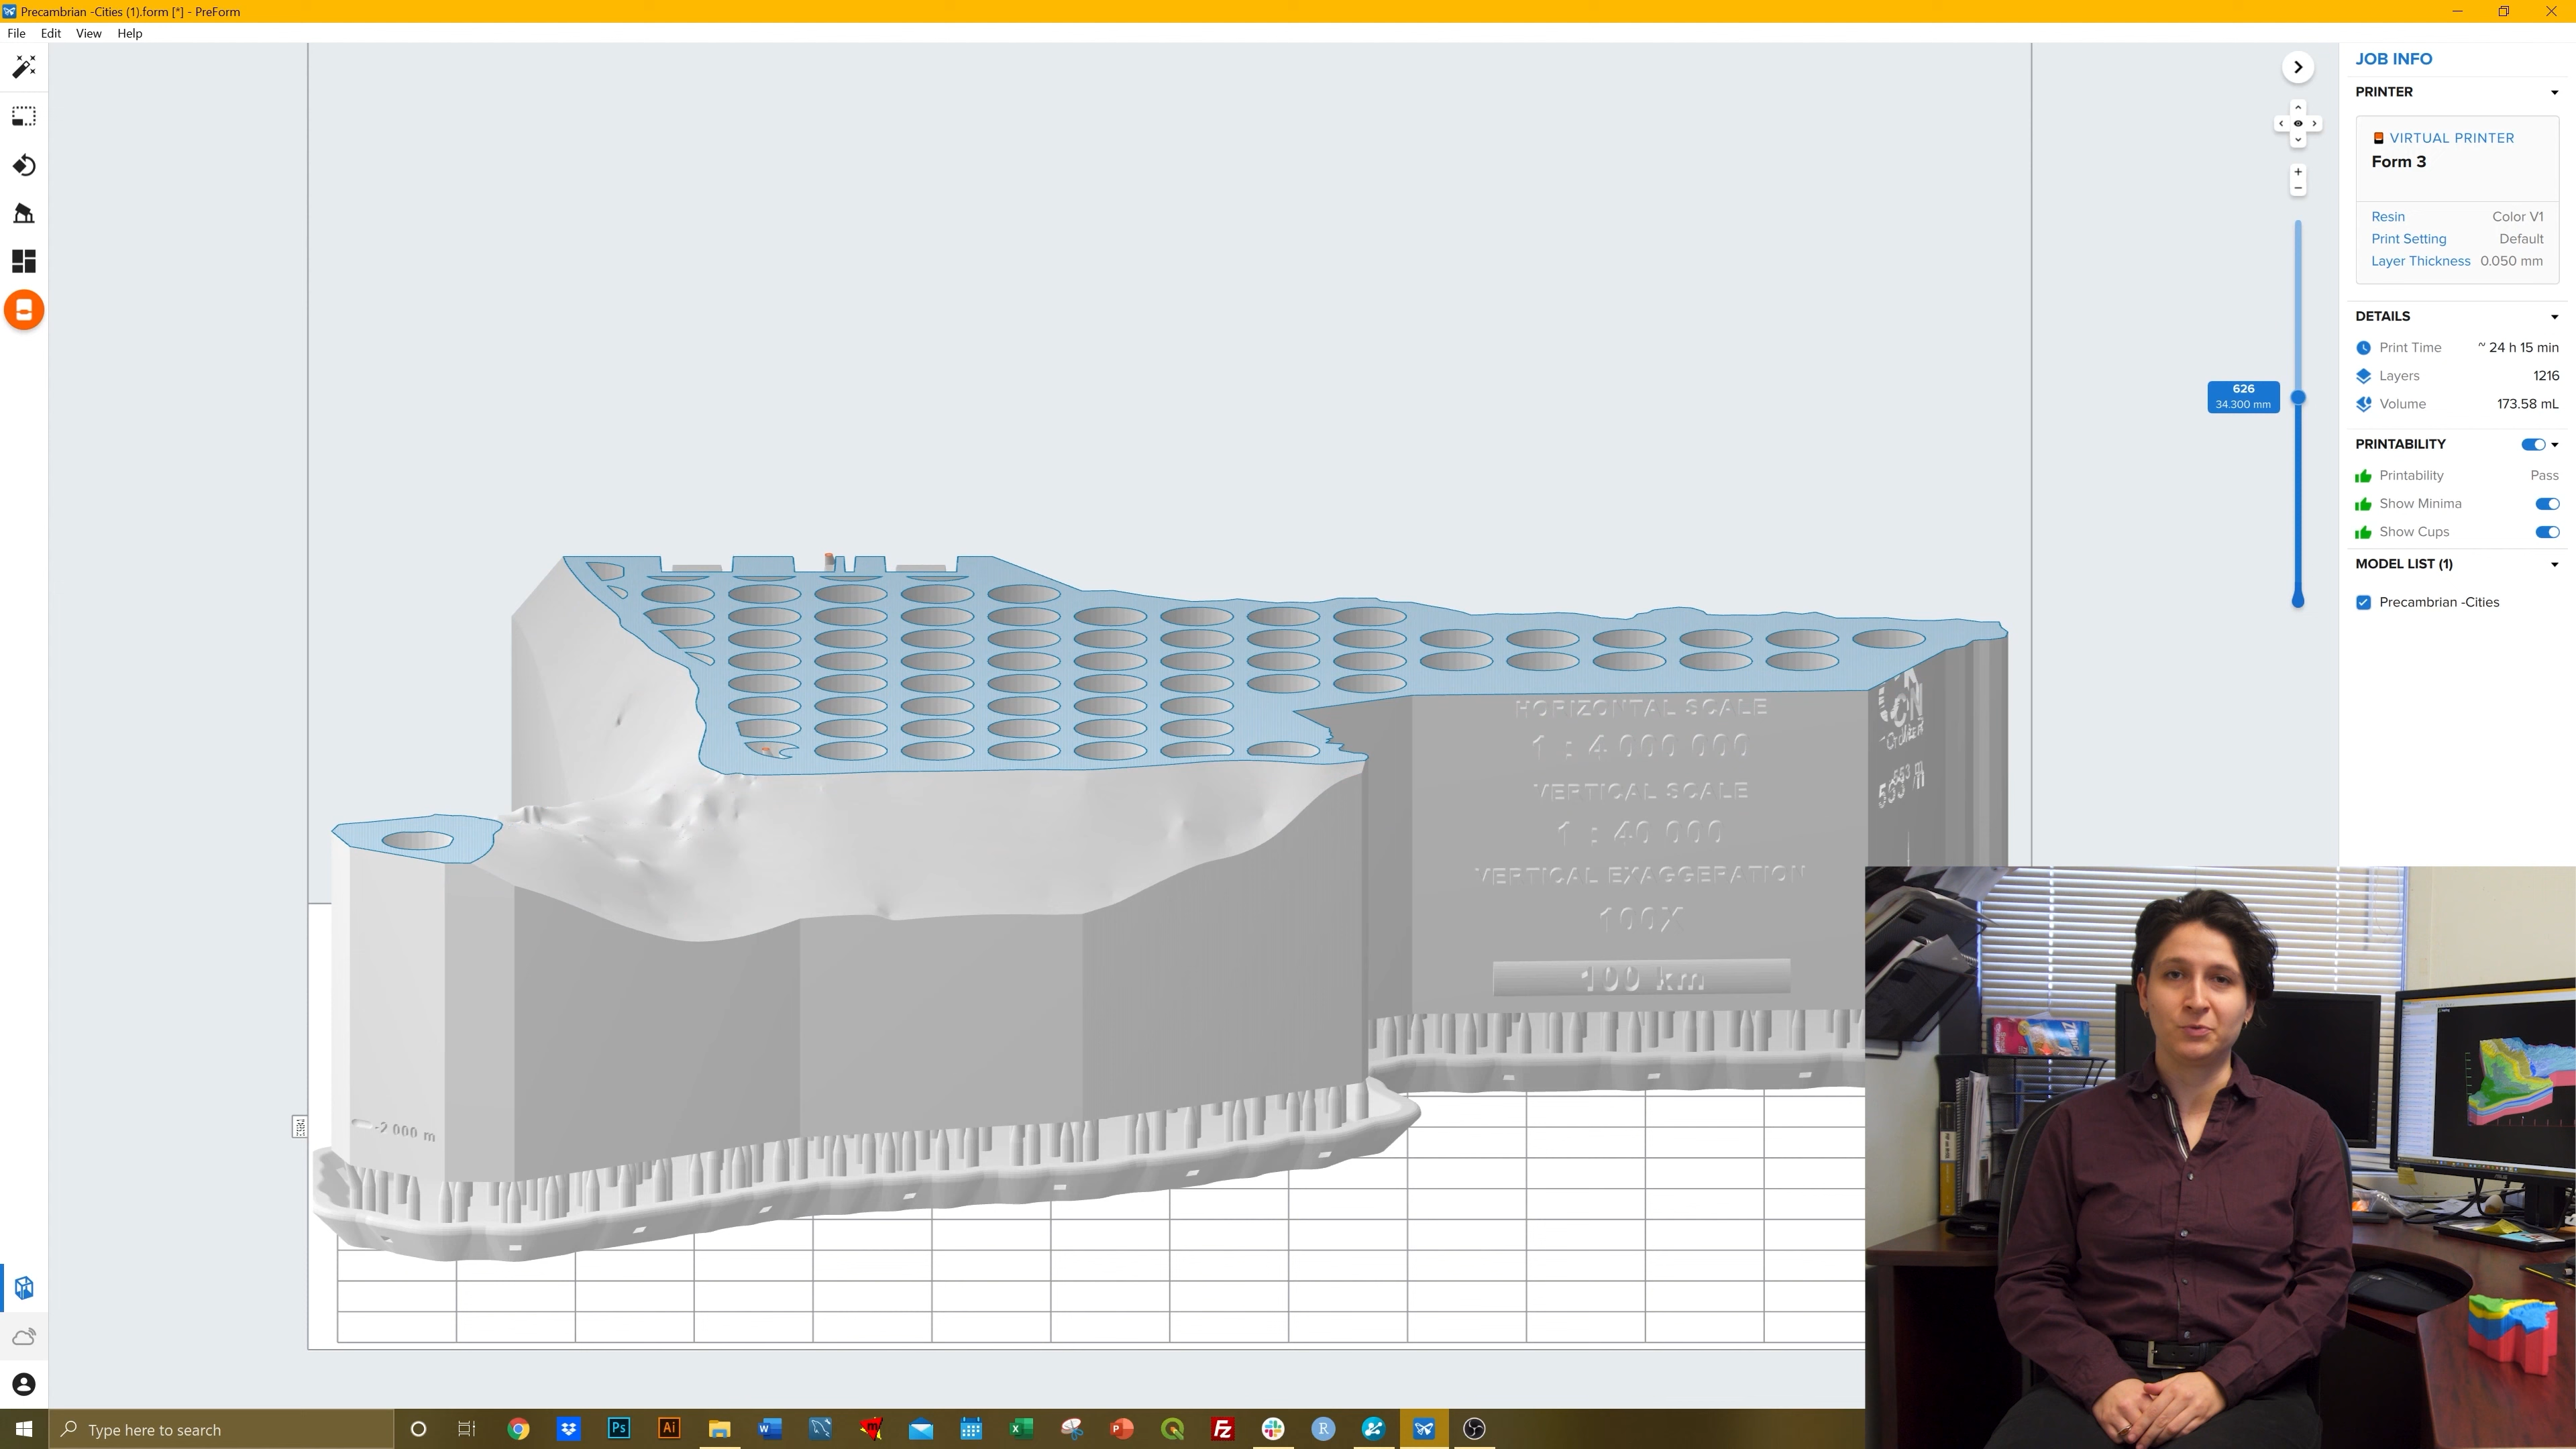 Precambrian -Cities (1).form [*] - PreForm
File Edit View Help
JOB INFO
PRINTER
VIRTUAL PRINTER
Form 3
Resin Color V1
Print Setting Default
Layer Thickness 0.050 mm
DETAILS
Print Time ~ 24 h 15 min
Layers 1216
Volume 173.58 mL
626
34.300 mm
PRINTABILITY
Printability Pass
Show Minima
Show Cups
MODEL LIST (1)
Precambrian -Cities
HORIZONTAL SCALE
1 : 4 000 000
VERTICAL SCALE
1 : 40 000
VERTICAL EXAGGERATION
100X
100 km
553 m
-2 000 m
Type here to search
Ps
Ai
W
P
Fz
R